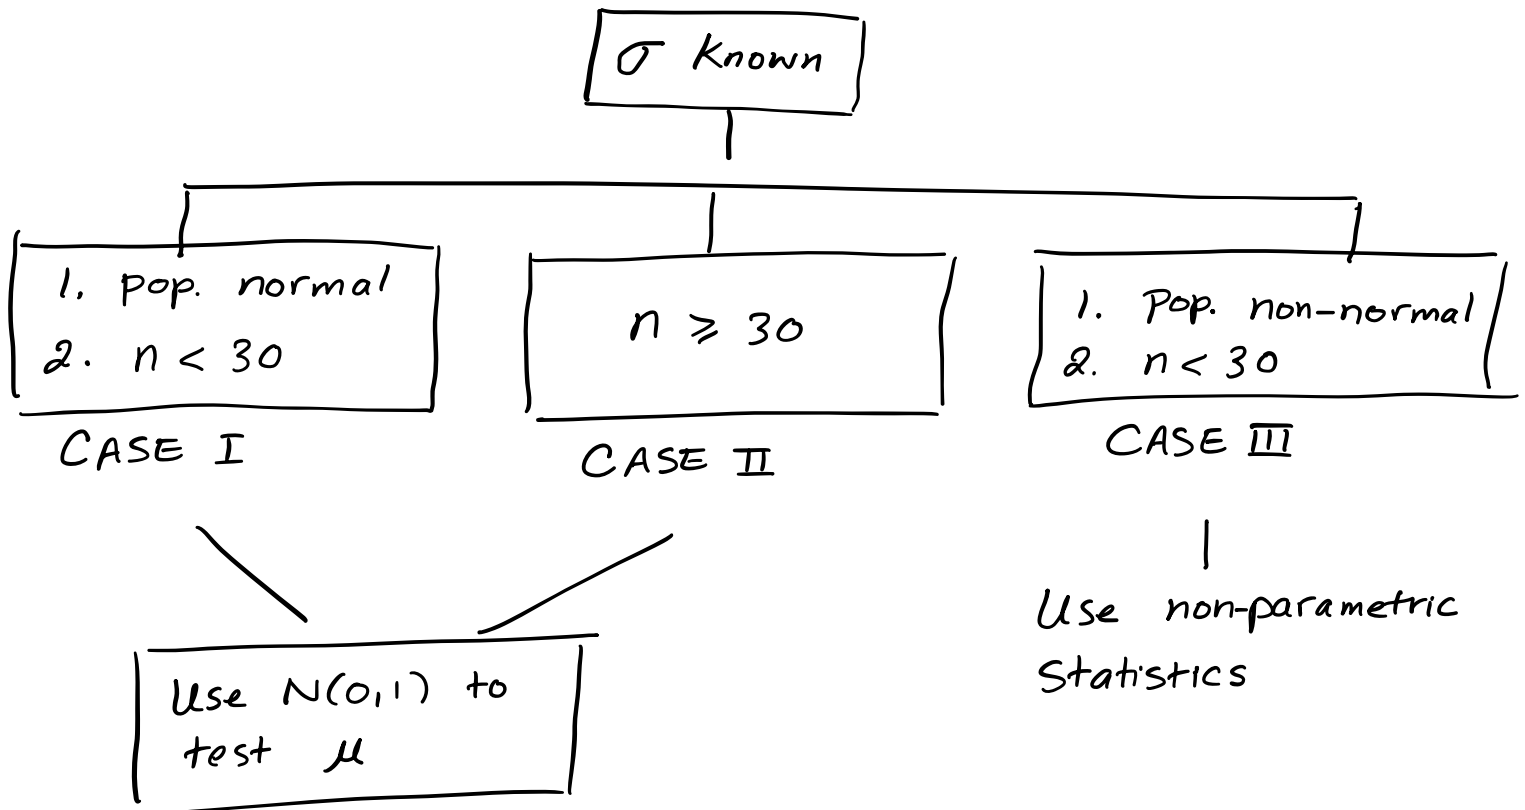 σ Known
1. pop. normal
2. n < 30
CASE I
n ⩾ 30
CASE II
1. Pop. non-normal
2. n < 30
CASE III
Use N(0,1) to
test μ
Use non-parametric
Statistics